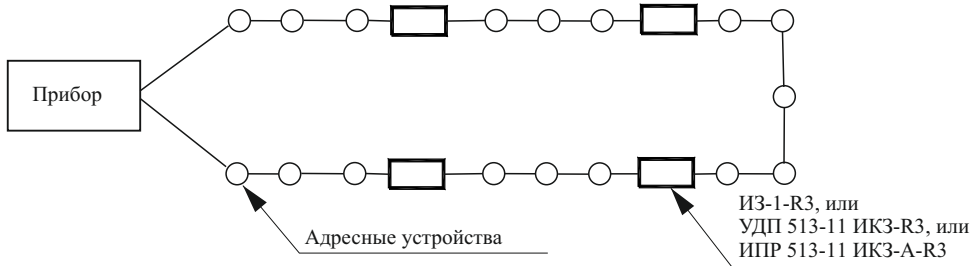 Прибор
Адресные устройства
ИЗ-1-R3, или
УДП 513-11 ИКЗ-R3, или
ИПР 513-11 ИКЗ-А-R3